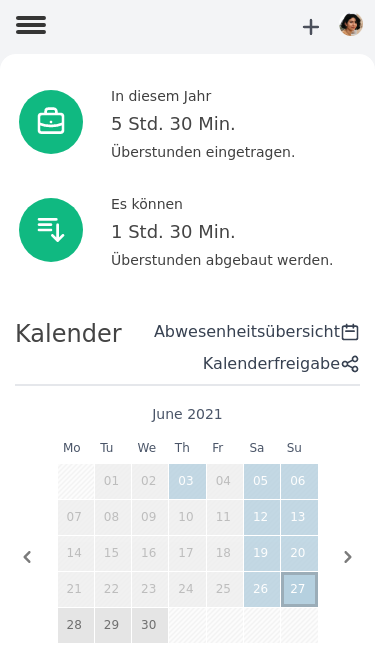 In diesem Jahr
5 Std. 30 Min.
Überstunden eingetragen.
Es können
1 Std. 30 Min.
Überstunden abgebaut werden.
Kalender
Abwesenheitsübersicht
Kalenderfreigabe
June 2021
Mo Tu We Th Fr Sa Su
01 02 03 04 05 06
07 08 09 10 11 12 13
14 15 16 17 18 19 20
21 22 23 24 25 26 27
28 29 30